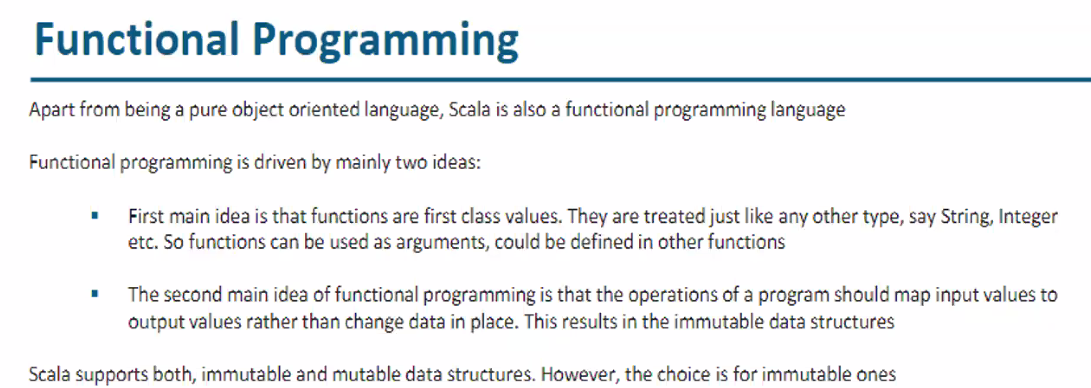 Functional Programming
Apart from being a pure object oriented language, Scala is also a functional programming language
Functional programming is driven by mainly two ideas:
▪ First main idea is that functions are first class values. They are treated just like any other type, say String, Integer
etc. So functions can be used as arguments, could be defined in other functions
▪ The second main idea of functional programming is that the operations of a program should map input values to
output values rather than change data in place. This results in the immutable data structures
Scala supports both, immutable and mutable data structures. However, the choice is for immutable ones